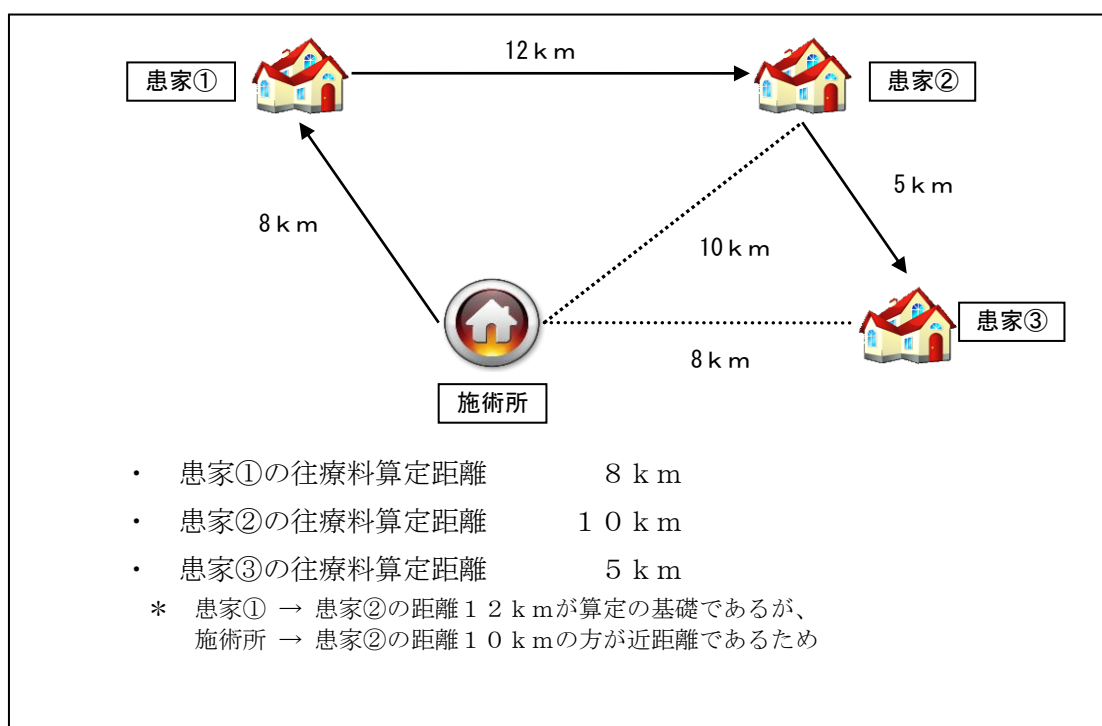 12ｋｍ
患家①
患家②
5ｋｍ
8ｋｍ
10ｋｍ
患家③
8ｋｍ
施術所
・　患家①の往療料算定距離　　　　８ｋｍ
・　患家②の往療料算定距離　　　１０ｋｍ
・　患家③の往療料算定距離　　　　５ｋｍ
＊　患家① → 患家②の距離１２ｋｍが算定の基礎であるが、
施術所 → 患家②の距離１０ｋｍの方が近距離であるため